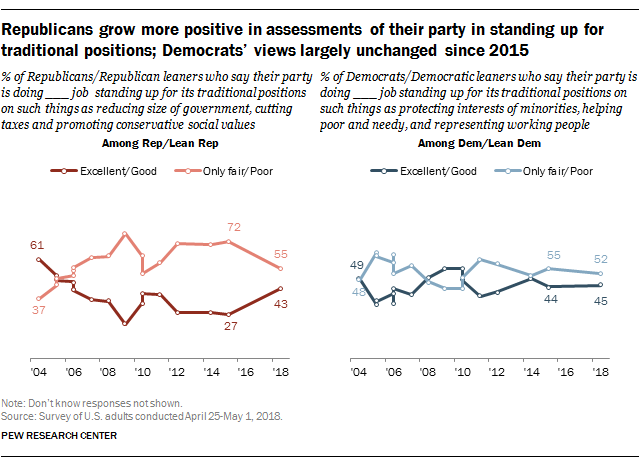 Republicans grow more positive in assessments of their party in standing up for
traditional positions; Democrats' views largely unchanged since 2015
% of Republicans/Republican leaners who say their party
is doing ___ job standing up for its traditional positions
on such things as reducing size of government, cutting
taxes and promoting conservative social values
Among Rep/Lean Rep
Excellent/Good Only fair/Poor
61
37
72
27
55
43
'04 '06 '08 '10 '12 '14 '16 '18
% of Democrats/Democratic leaners who say their party is
doing ___ job standing up for its traditional positions on
such things as protecting interests of minorities, helping
poor and needy, and representing working people
Among Dem/Lean Dem
Excellent/Good Only fair/Poor
49
48
55
44
52
45
'04 '06 '08 '10 '12 '14 '16 '18
Note: Don't know responses not shown.
Source: Survey of U.S. adults conducted April 25-May 1, 2018.
PEW RESEARCH CENTER